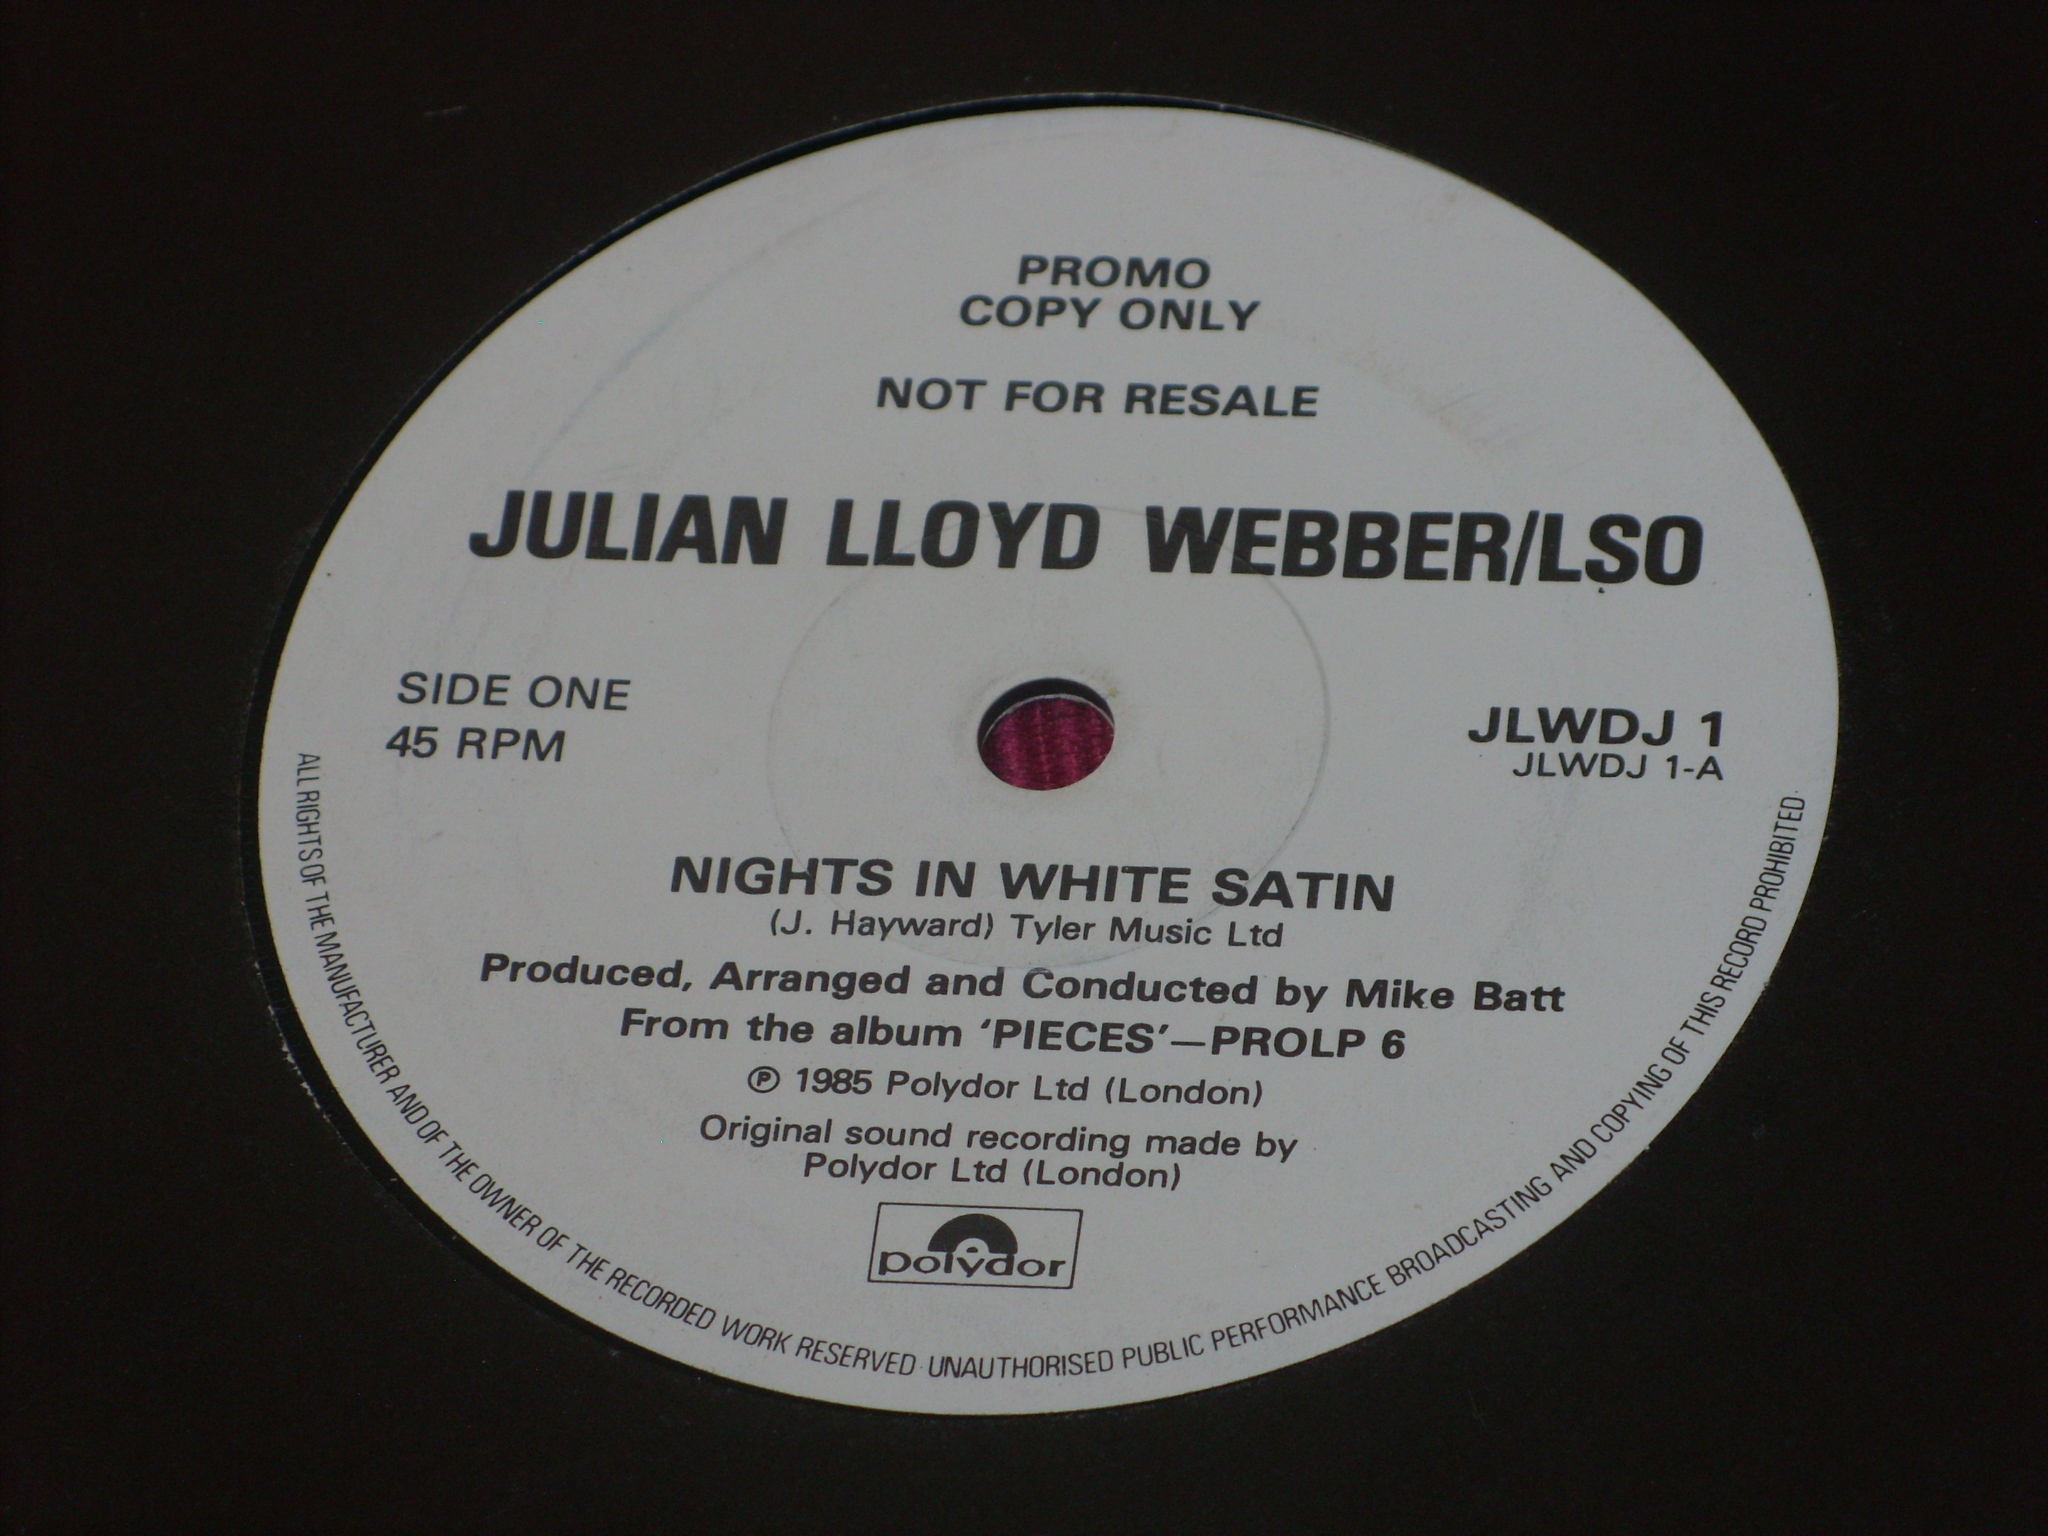 PROMO
COPY ONLY
NOT FOR RESALE
JULIAN LLOYD WEBBER/LSO
SIDE ONE
45 RPM
JLWDJ 1
JLWDJ 1-A
NIGHTS IN WHITE SATIN
(J. Hayward) Tyler Music Ltd
Produced, Arranged and Conducted by Mike Batt
From the album ‘PIECES’—PROLP 6
Ⓟ 1985 Polydor Ltd (London)
Original sound recording made by
Polydor Ltd (London)
polydor
ALL RIGHTS OF THE MANUFACTURER AND OF THE OWNER OF THE RECORDED WORK RESERVED · UNAUTHORISED PUBLIC PERFORMANCE BROADCASTING AND COPYING OF THIS RECORD PROHIBITED·